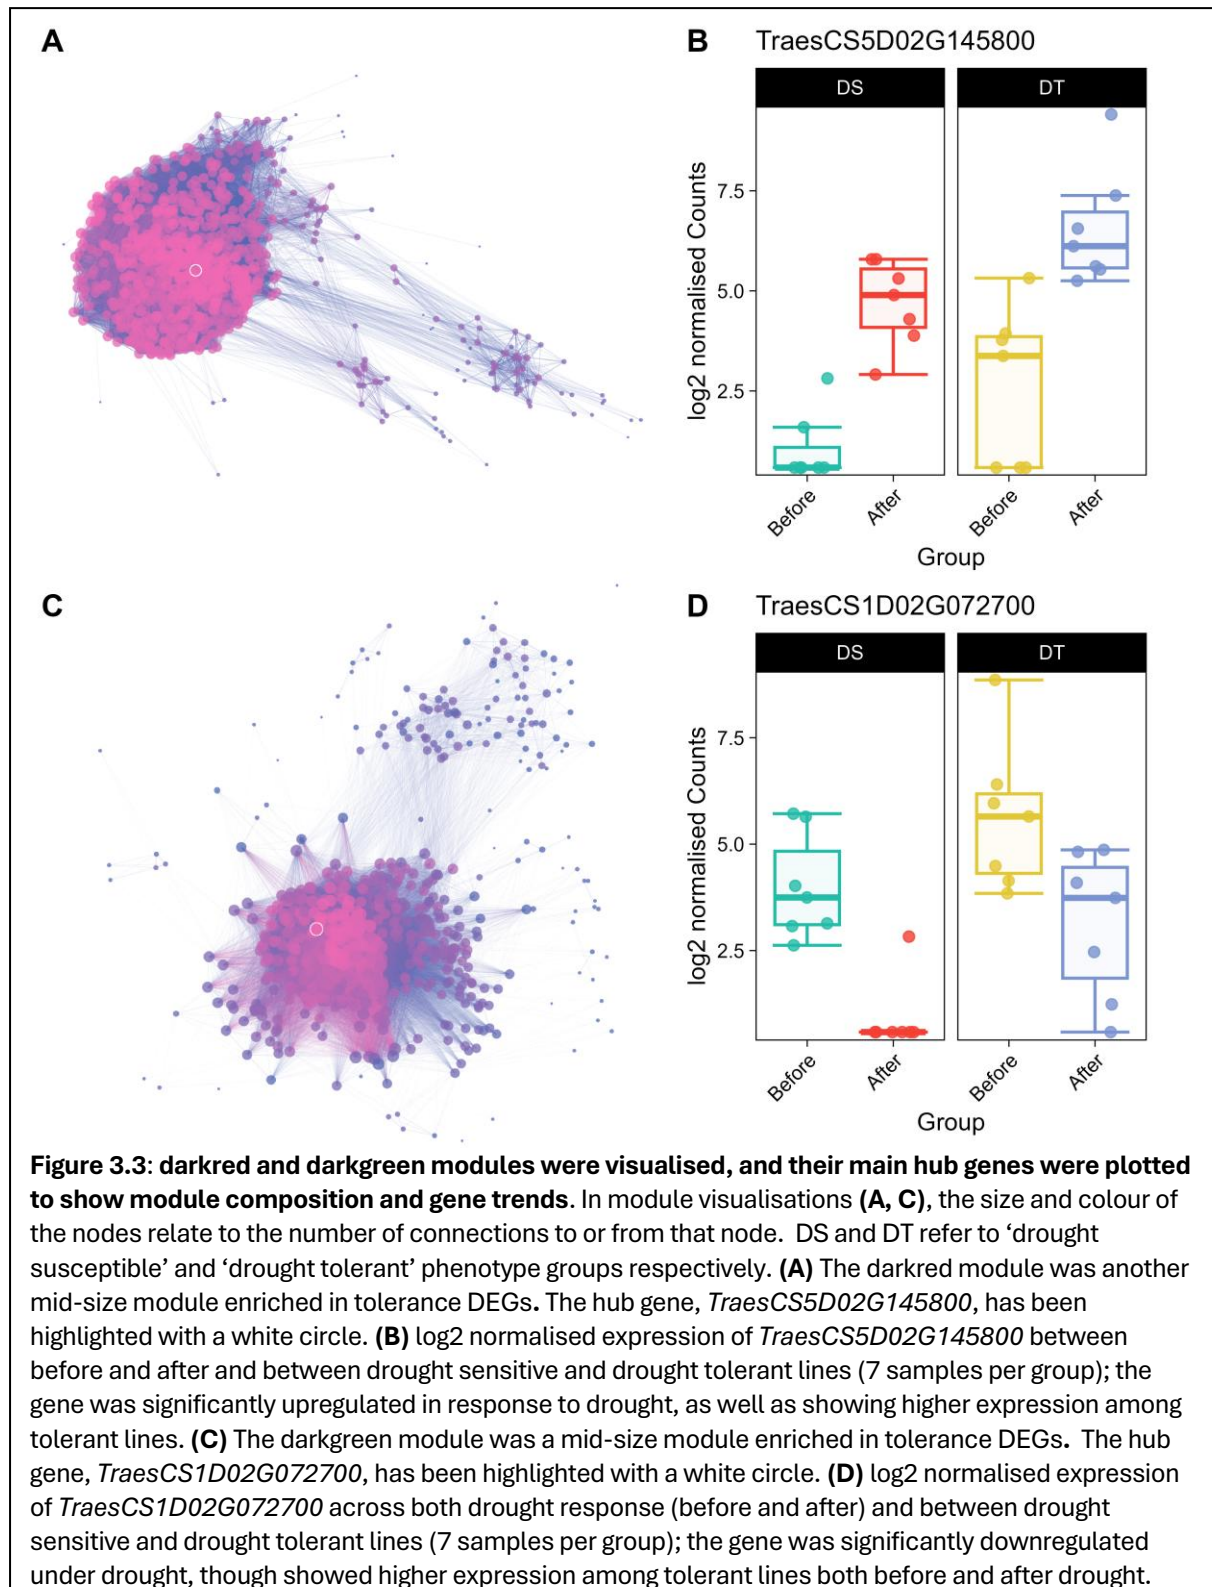 A
B TraesCS5D02G145800
DS DT
log2 normalised Counts
7.5
5.0
2.5
Before After Before After
Group
C
D TraesCS1D02G072700
DS DT
log2 normalised Counts
7.5
5.0
2.5
Before After Before After
Group
Figure 3.3: darkred and darkgreen modules were visualised, and their main hub genes were plotted
to show module composition and gene trends. In module visualisations (A, C), the size and colour of
the nodes relate to the number of connections to or from that node. DS and DT refer to ‘drought
susceptible’ and ‘drought tolerant’ phenotype groups respectively. (A) The darkred module was another
mid-size module enriched in tolerance DEGs. The hub gene, TraesCS5D02G145800, has been
highlighted with a white circle. (B) log2 normalised expression of TraesCS5D02G145800 between
before and after and between drought sensitive and drought tolerant lines (7 samples per group); the
gene was significantly upregulated in response to drought, as well as showing higher expression among
tolerant lines. (C) The darkgreen module was a mid-size module enriched in tolerance DEGs. The hub
gene, TraesCS1D02G072700, has been highlighted with a white circle. (D) log2 normalised expression
of TraesCS1D02G072700 across both drought response (before and after) and between drought
sensitive and drought tolerant lines (7 samples per group); the gene was significantly downregulated
under drought, though showed higher expression among tolerant lines both before and after drought.